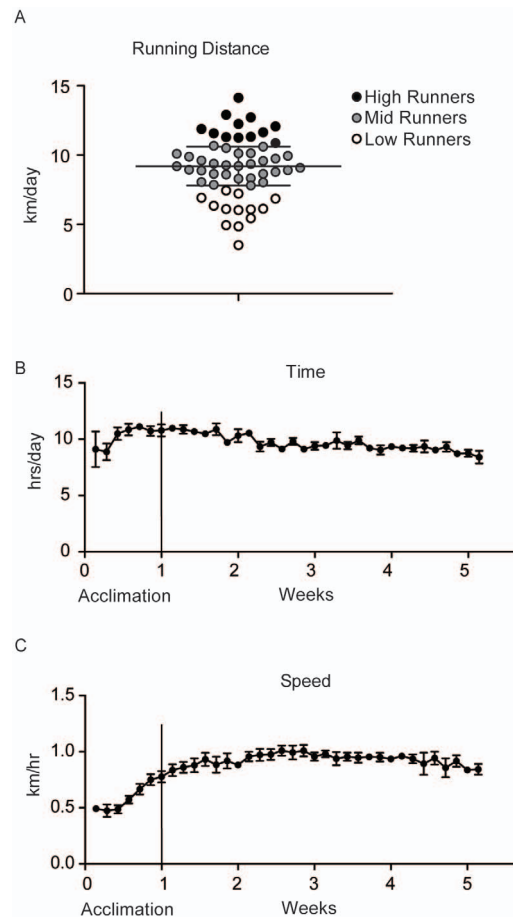 A
Running Distance
15
High Runners
Mid Runners
Low Runners
10
km/day
5
0
B
Time
15
10
hrs/day
5
0
0 1 2 3 4 5
Acclimation Weeks
C
Speed
1.5
1.0
km/hr
0.5
0.0
0 1 2 3 4 5
Acclimation Weeks